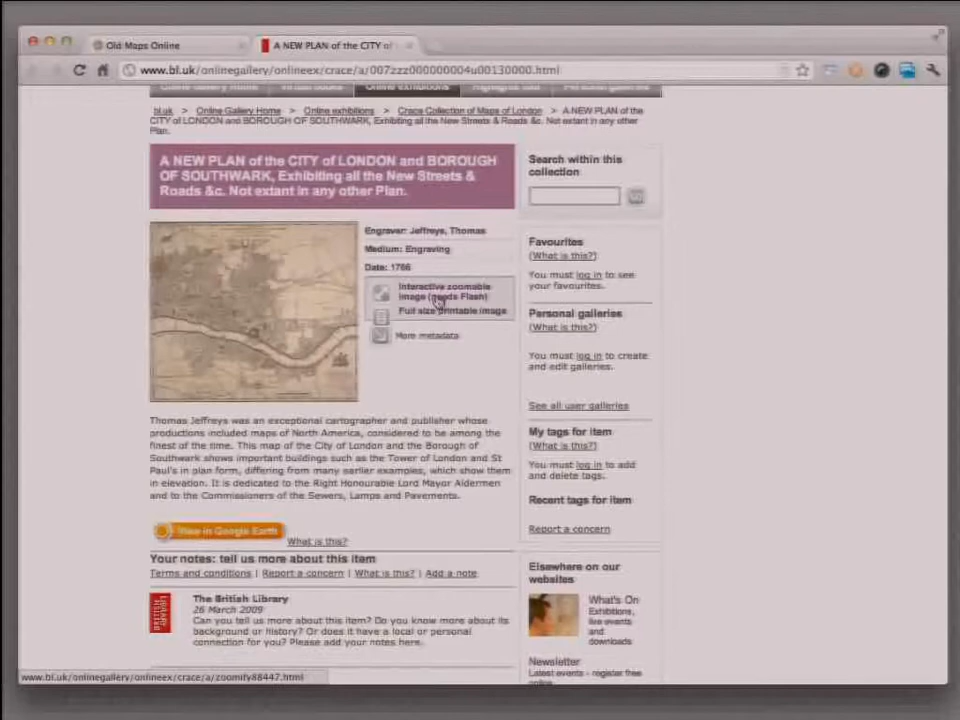 Old Maps Online
A NEW PLAN of the CITY of
www.bl.uk/onlinegallery/onlineex/crace/a/007zzz000000004u00130000.html
Online Gallery Home
Online exhibitions
Personal galleries
bl.uk > Online Gallery Home > Online exhibitions > Crace Collection of Maps of London > A NEW PLAN of the
CITY of LONDON and BOROUGH OF SOUTHWARK, Exhibiting all the New Streets & Roads &c. Not extant in any other
Plan.
A NEW PLAN of the CITY of LONDON and BOROUGH
OF SOUTHWARK, Exhibiting all the New Streets &
Roads &c. Not extant in any other Plan.
Engraver: Jefferys, Thomas
Medium: Engraving
Date: 1766
Interactive zoomable
image (needs Flash)
Full size printable image
More metadata
Thomas Jeffreys was an exceptional cartographer and publisher whose
productions included maps of North America, considered to be among the
finest of the time. This map of the City of London and the Borough of
Southwark shows important buildings such as the Tower of London and St
Paul's in plan form, differing from many earlier examples, which show them
in elevation. It is dedicated to the Right Honourable Lord Mayor Aldermen
and to the Commissioners of the Sewers, Lamps and Pavements.
View in Google Earth
What is this?
Your notes: tell us more about this item
Terms and conditions | Report a concern | What is this? | Add a note
LIBRARY
BRITISH
The British Library
26 March 2009
Can you tell us more about this item? Do you know more about its
background or history? Or does it have a local or personal
connection for you? Please add your notes here.
Search within this
collection
Favourites
(What is this?)
You must log in to see
your favourites.
Personal galleries
(What is this?)
You must log in to create
and edit galleries.
See all user galleries
My tags for item
(What is this?)
You must log in to add
and delete tags.
Recent tags for item
Report a concern
Elsewhere on our
websites
What's On
Exhibitions,
live events
and
downloads
Newsletter
Latest events - register free
online
www.bl.uk/onlinegallery/onlineex/crace/a/zoomify88447.html